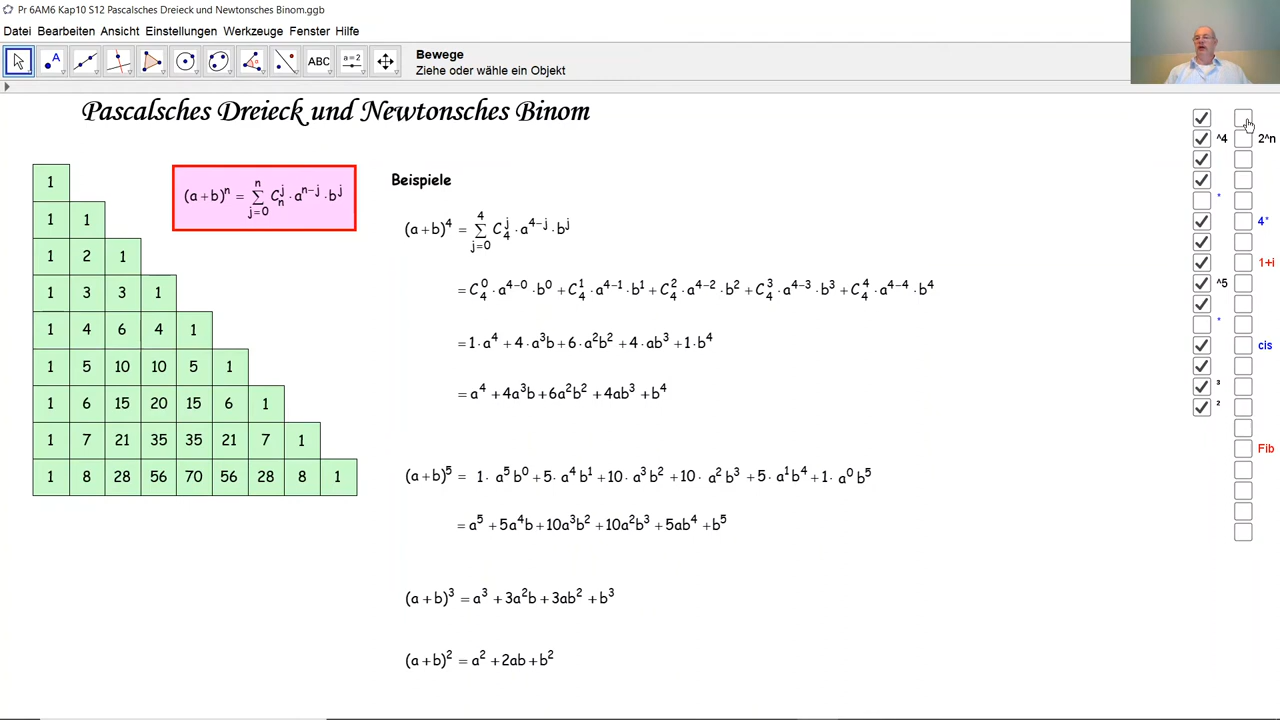 Pr 6AM6 Kap10 S12 Pascalsches Dreieck und Newtonsches Binom.ggb
Datei Bearbeiten Ansicht Einstellungen Werkzeuge Fenster Hilfe
A ABC a=2
Bewege
Ziehe oder wähle ein Objekt
Pascalsches Dreieck und Newtonsches Binom
1
1 1
1 2 1
1 3 3 1
1 4 6 4 1
1 5 10 10 5 1
1 6 15 20 15 6 1
1 7 21 35 35 21 7 1
1 8 28 56 70 56 28 8 1
(a+b)^n = ∑_{j=0}^{n} C_n^j · a^{n-j} · b^j
Beispiele
(a+b)^4 = ∑_{j=0}^{4} C_4^j · a^{4-j} · b^j
= C_4^0 · a^{4-0} · b^0 + C_4^1 · a^{4-1} · b^1 + C_4^2 · a^{4-2} · b^2 + C_4^3 · a^{4-3} · b^3 + C_4^4 · a^{4-4} · b^4
= 1 · a^4 + 4 · a^3b + 6 · a^2b^2 + 4 · ab^3 + 1 · b^4
= a^4 + 4a^3b + 6a^2b^2 + 4ab^3 + b^4
(a+b)^5 = 1 · a^5 b^0 + 5 · a^4 b^1 + 10 · a^3 b^2 + 10 · a^2 b^3 + 5 · a^1 b^4 + 1 · a^0 b^5
= a^5 + 5a^4b + 10a^3b^2 + 10a^2b^3 + 5ab^4 + b^5
(a+b)^3 = a^3 + 3a^2b + 3ab^2 + b^3
(a+b)^2 = a^2 + 2ab + b^2
^4 2^n
*
4*
1+i
^5
*
cis
³
²
Fib